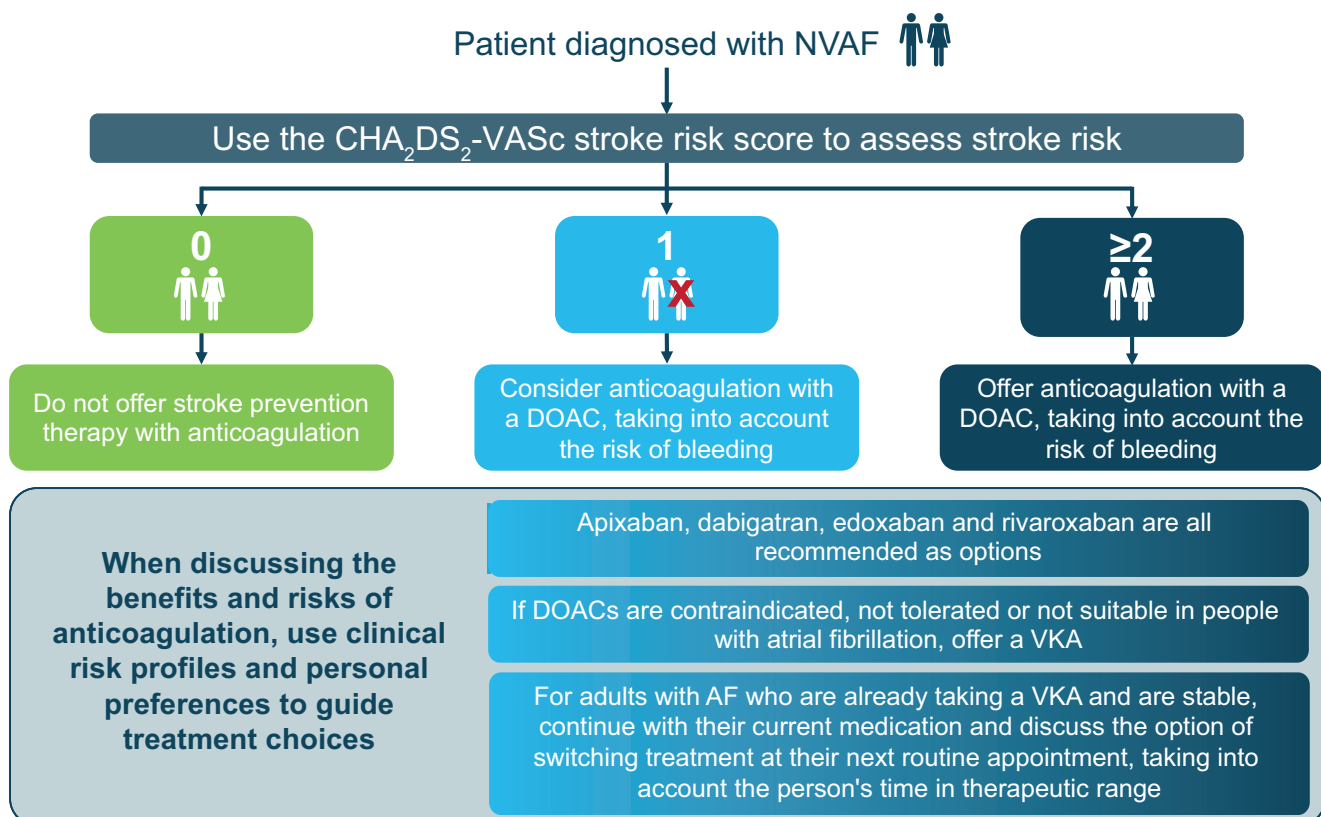 Patient diagnosed with NVAF
Use the CHA₂DS₂-VASc stroke risk score to assess stroke risk
0
1
X
≥2
Do not offer stroke prevention
therapy with anticoagulation
Consider anticoagulation with
a DOAC, taking into account
the risk of bleeding
Offer anticoagulation with a
DOAC, taking into account the
risk of bleeding
When discussing the
benefits and risks of
anticoagulation, use clinical
risk profiles and personal
preferences to guide
treatment choices
Apixaban, dabigatran, edoxaban and rivaroxaban are all
recommended as options
If DOACs are contraindicated, not tolerated or not suitable in people
with atrial fibrillation, offer a VKA
For adults with AF who are already taking a VKA and are stable,
continue with their current medication and discuss the option of
switching treatment at their next routine appointment, taking into
account the person's time in therapeutic range